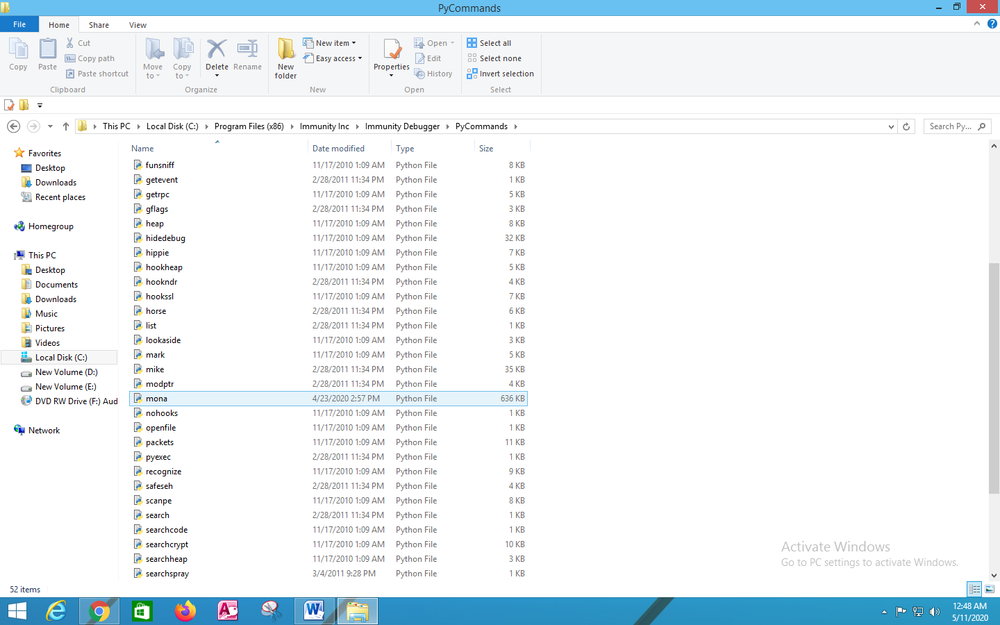 PyCommands
File Home Share View
Copy Paste Cut Copy path Paste shortcut
Clipboard
Move to Copy to Delete Rename
Organize
New folder New item Easy access
New
Properties Open Edit History
Open
Select all Select none Invert selection
Select
This PC Local Disk (C:) Program Files (x86) Immunity Inc Immunity Debugger PyCommands Search Py...
Favorites
Desktop
Downloads
Recent places
Homegroup
This PC
Desktop
Documents
Downloads
Music
Pictures
Videos
Local Disk (C:)
New Volume (D:)
New Volume (E:)
DVD RW Drive (F:) Aud
Network
Name Date modified Type Size
funsniff 11/17/2010 1:09 AM Python File 8 KB
getevent 2/28/2011 11:34 PM Python File 1 KB
getrpc 11/17/2010 1:09 AM Python File 5 KB
gflags 2/28/2011 11:34 PM Python File 3 KB
heap 11/17/2010 1:09 AM Python File 8 KB
hidedebug 11/17/2010 1:09 AM Python File 32 KB
hippie 11/17/2010 1:09 AM Python File 7 KB
hookheap 11/17/2010 1:09 AM Python File 5 KB
hookndr 2/28/2011 11:34 PM Python File 4 KB
hookssl 11/17/2010 1:09 AM Python File 7 KB
horse 2/28/2011 11:34 PM Python File 6 KB
list 2/28/2011 11:34 PM Python File 1 KB
lookaside 11/17/2010 1:09 AM Python File 3 KB
mark 11/17/2010 1:09 AM Python File 5 KB
mike 2/28/2011 11:34 PM Python File 35 KB
modptr 2/28/2011 11:34 PM Python File 4 KB
mona 4/23/2020 2:57 PM Python File 636 KB
nohooks 11/17/2010 1:09 AM Python File 1 KB
openfile 11/17/2010 1:09 AM Python File 1 KB
packets 11/17/2010 1:09 AM Python File 11 KB
pyexec 2/28/2011 11:34 PM Python File 1 KB
recognize 11/17/2010 1:09 AM Python File 9 KB
safeseh 2/28/2011 11:34 PM Python File 4 KB
scanpe 11/17/2010 1:09 AM Python File 8 KB
search 2/28/2011 11:34 PM Python File 1 KB
searchcode 11/17/2010 1:09 AM Python File 1 KB
searchcrypt 11/17/2010 1:09 AM Python File 10 KB
searchheap 11/17/2010 1:09 AM Python File 3 KB
searchspray 3/4/2011 9:28 PM Python File 1 KB
Activate Windows
Go to PC settings to activate Windows.
52 items
12:48 AM
5/11/2020